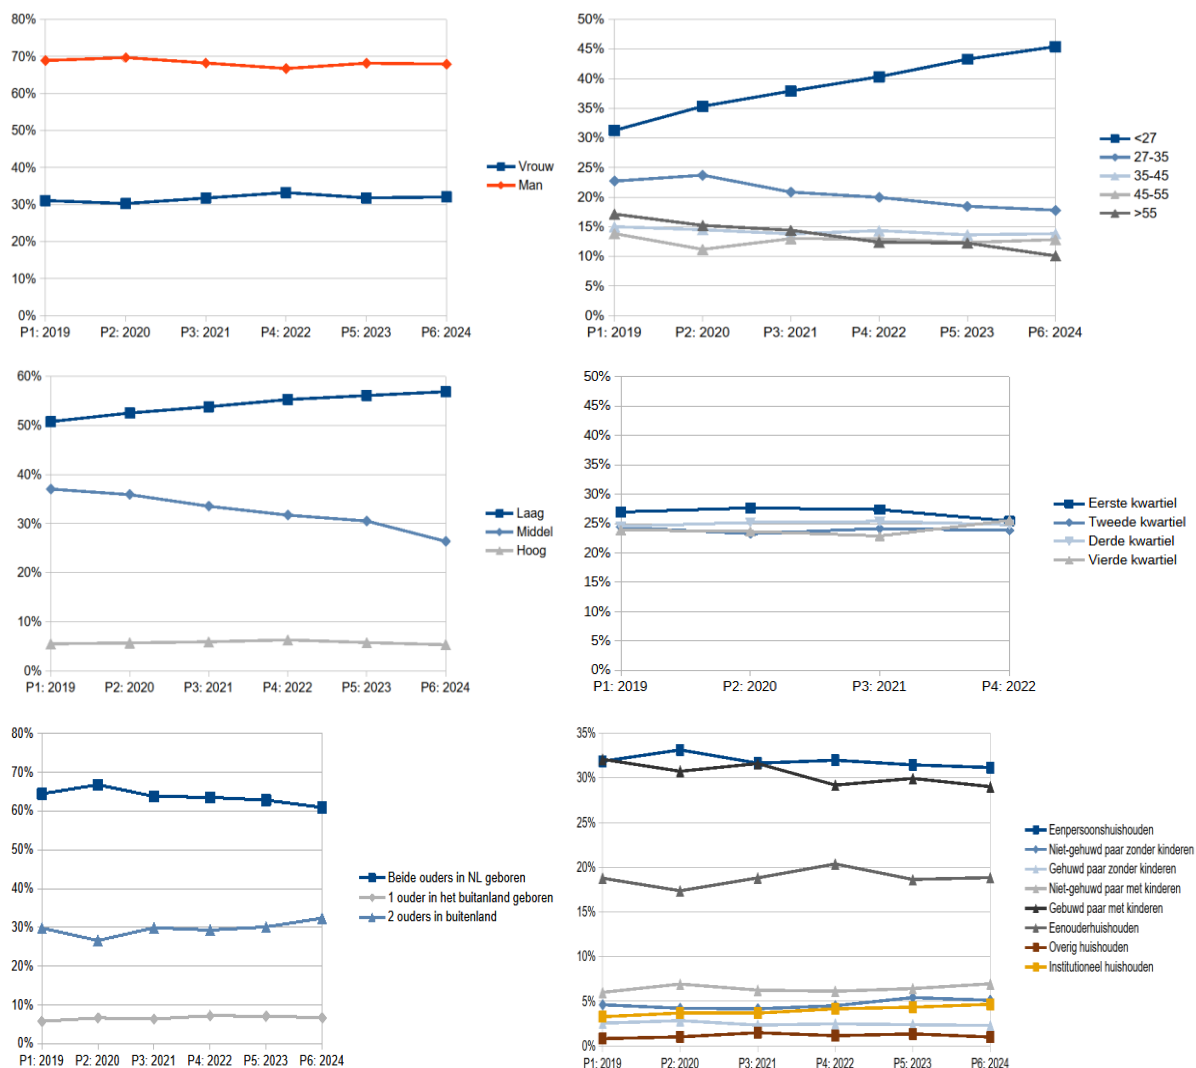 80%
70%
60%
50%
40%
30%
20%
10%
0%
P1: 2019 P2: 2020 P3: 2021 P4: 2022 P5: 2023 P6: 2024
Vrouw
Man
50%
45%
40%
35%
30%
25%
20%
15%
10%
5%
0%
P1: 2019 P2: 2020 P3: 2021 P4: 2022 P5: 2023 P6: 2024
<27
27-35
35-45
45-55
>55
60%
50%
40%
30%
20%
10%
0%
P1: 2019 P2: 2020 P3: 2021 P4: 2022 P5: 2023 P6: 2024
Laag
Middel
Hoog
50%
45%
40%
35%
30%
25%
20%
15%
10%
5%
0%
P1: 2019 P2: 2020 P3: 2021 P4: 2022
Eerste kwartiel
Tweede kwartiel
Derde kwartiel
Vierde kwartiel
80%
70%
60%
50%
40%
30%
20%
10%
0%
P1: 2019 P2: 2020 P3: 2021 P4: 2022 P5: 2023 P6: 2024
Beide ouders in NL geboren
1 ouder in het buitanland geboren
2 ouders in buitenland
35%
30%
25%
20%
15%
10%
5%
0%
P1: 2019 P2: 2020 P3: 2021 P4: 2022 P5: 2023 P6: 2024
Eenpersoonshuishouden
Niet-gehuwd paar zonder kinderen
Gehuwd paar zonder kinderen
Niet-gehuwd paar met kinderen
Gebuwd paar met kinderen
Eenouderhuishouden
Overig huishouden
Institutioneel huishouden